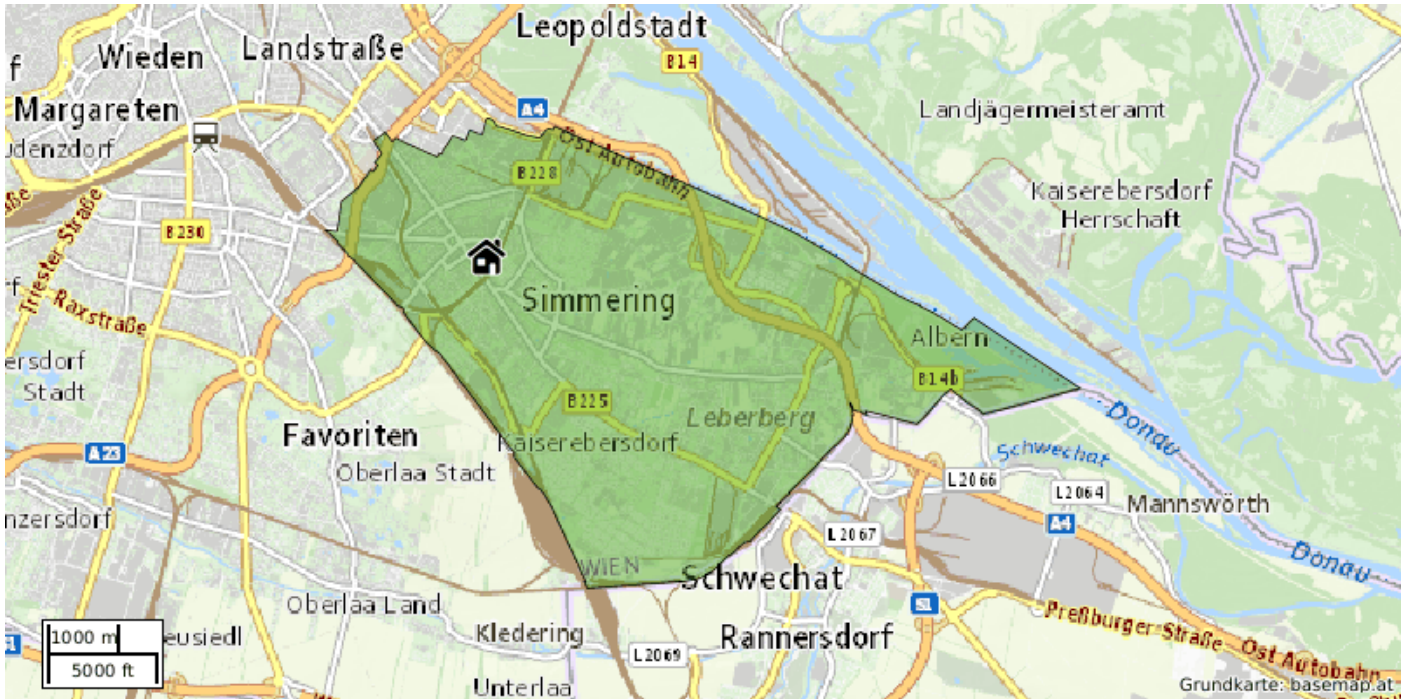 Leopoldstadt
Landstraße
Wieden
f
B14
Margareten
A4
Landjägermeisteramt
udenzdorf
Ost Autobahn
B228
Kaiserebersdorf
Herrschaft
Triester-Straße
B230
Simmering
Raxstraße
Albern
ersdorf
Stadt
B14b
B225
Leberberg
Donau
Favoriten
Kaiserebersdorf
A23
Oberlaa Stadt
Schwechat
L2066
L2064
Mannswörth
nzersdorf
A4
L2067
Donau
WIEN
Schwechat
S1
Oberlaa Land
Preßburger-Straße - Ost Autobahn
1000 m
eusiedl
Kledering
Rannersdorf
5000 ft
L2069
Unterlaa
Grundkarte: basemap.at